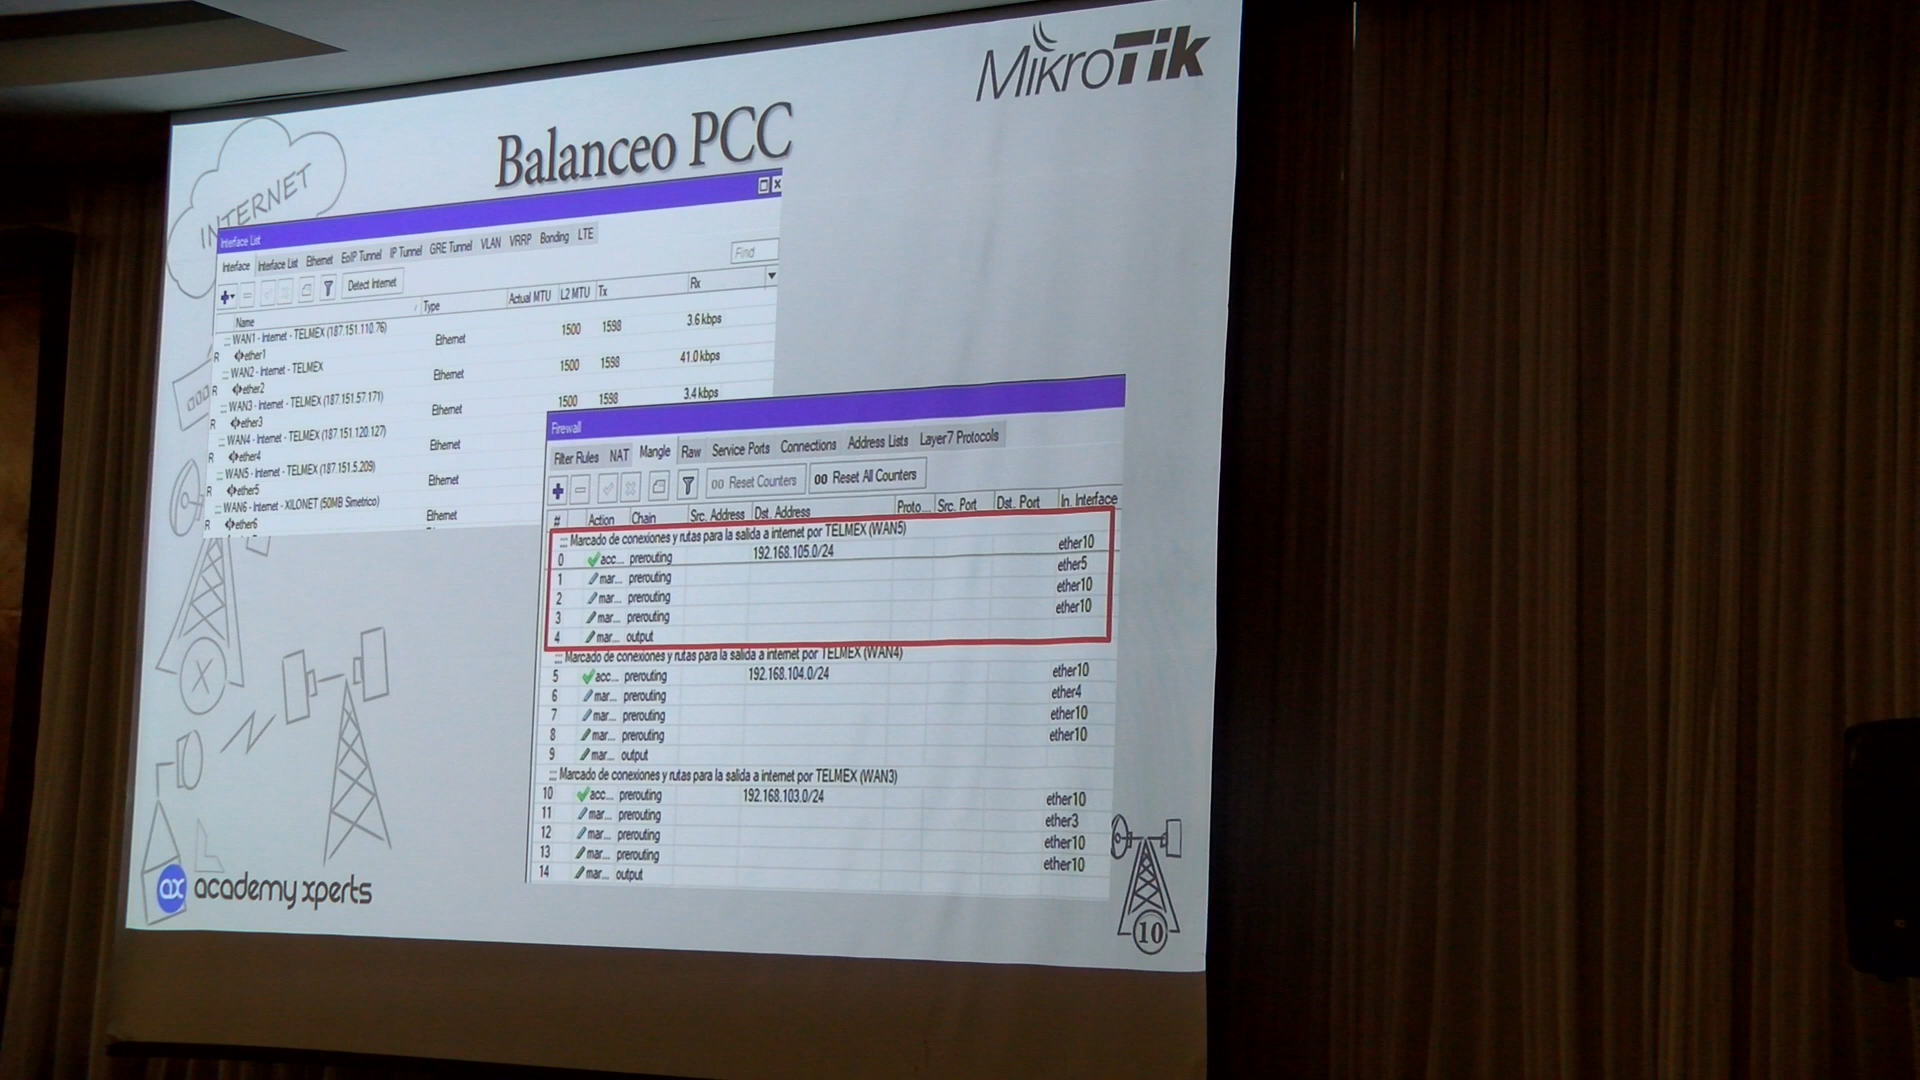 MikroTik
Balanceo PCC
INTERNET
Interface List
Interface Interface List Ethernet EoIP Tunnel IP Tunnel GRE Tunnel VLAN VRRP Bonding LTE
Detect Internet Find
Name / Type Actual MTU L2 MTU Tx Rx
::: WAN1 - Internet - TELMEX (187.151.110.76)
R ether1 Ethernet 1500 1598 3.6 kbps
::: WAN2 - Internet - TELMEX
R ether2 Ethernet 1500 1598 41.0 kbps
::: WAN3 - Internet - TELMEX (187.151.57.171)
R ether3 Ethernet 1500 1598 3.4 kbps
::: WAN4 - Internet - TELMEX (187.151.120.127)
R ether4 Ethernet
::: WAN5 - Internet - TELMEX (187.151.5.209)
R ether5 Ethernet
::: WAN6 - Internet - XILONET (50MB Simetrico)
R ether6 Ethernet
Firewall
Filter Rules NAT Mangle Raw Service Ports Connections Address Lists Layer7 Protocols
00 Reset Counters 00 Reset All Counters
# Action Chain Src. Address Dst. Address Proto... Src. Port Dst. Port In. Interface
::: Marcado de conexiones y rutas para la salida a internet por TELMEX (WAN5)
0 acc... prerouting 192.168.105.0/24 ether10
1 mar... prerouting ether5
2 mar... prerouting ether10
3 mar... prerouting ether10
4 mar... output
::: Marcado de conexiones y rutas para la salida a internet por TELMEX (WAN4)
5 acc... prerouting 192.168.104.0/24 ether10
6 mar... prerouting ether4
7 mar... prerouting ether10
8 mar... prerouting ether10
9 mar... output
::: Marcado de conexiones y rutas para la salida a internet por TELMEX (WAN3)
10 acc... prerouting 192.168.103.0/24 ether10
11 mar... prerouting ether3
12 mar... prerouting ether10
13 mar... prerouting ether10
14 mar... output
ax academy xperts
10